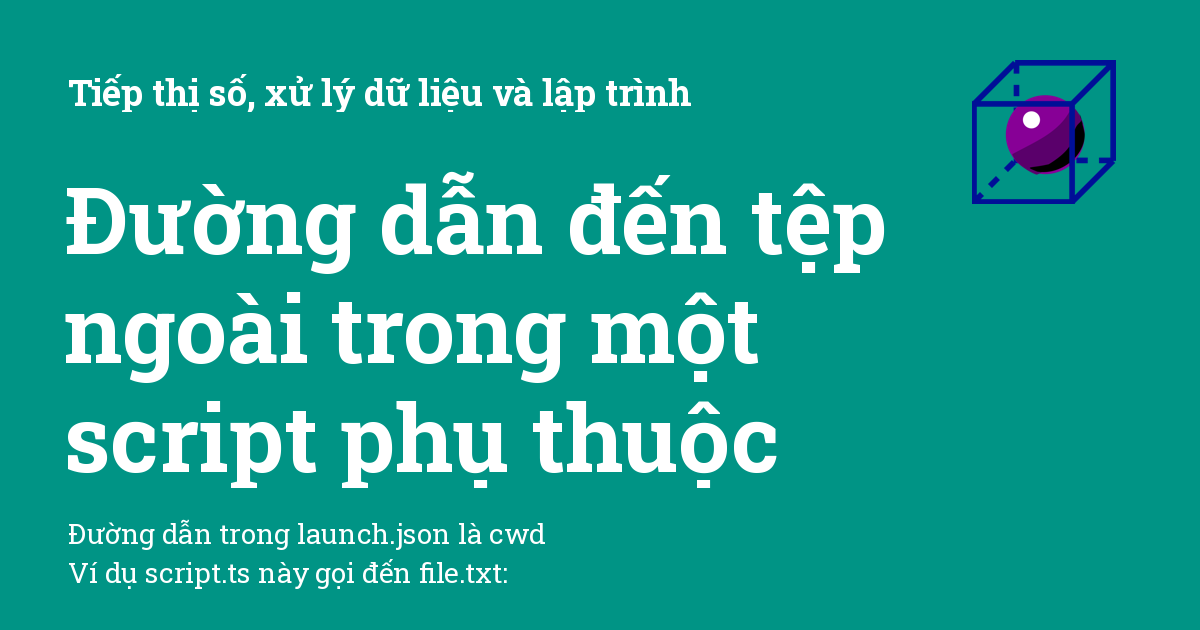 Tiếp thị số, xử lý dữ liệu và lập trình
Đường dẫn đến tệp
ngoài trong một
script phụ thuộc
Đường dẫn trong launch.json là cwd
Ví dụ script.ts này gọi đến file.txt: